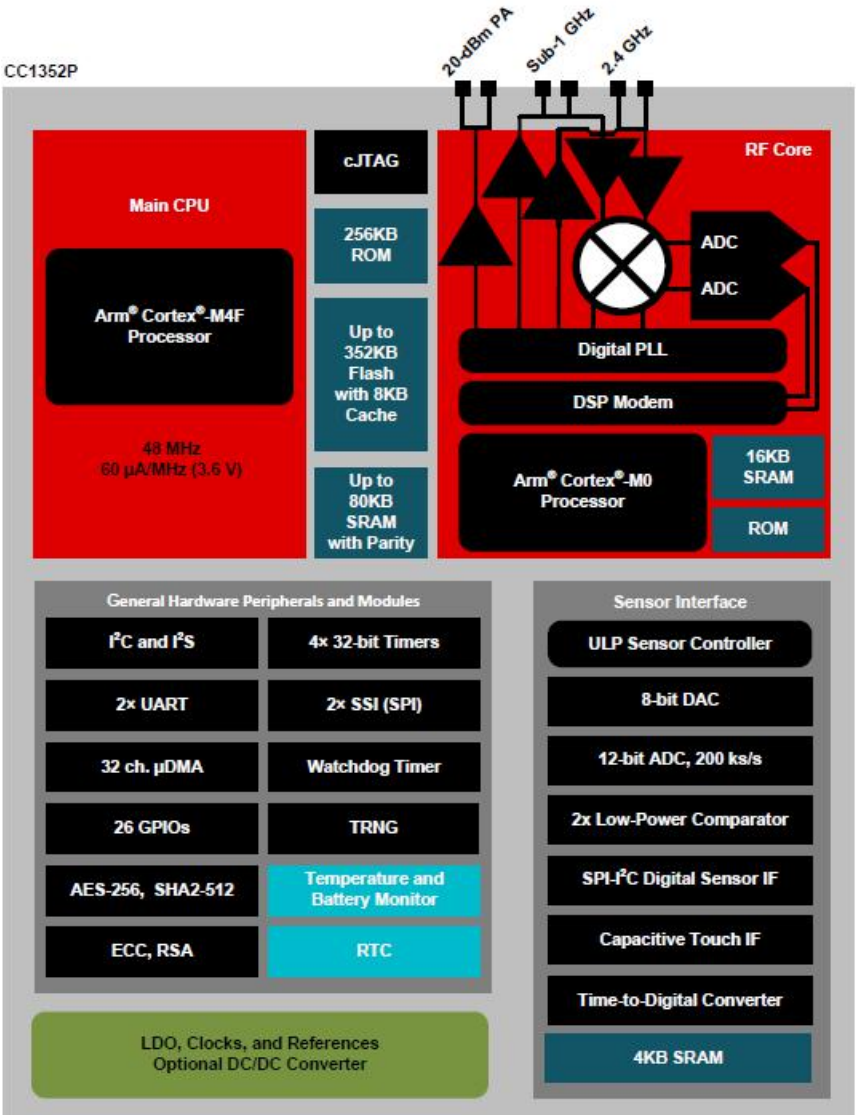 CC1352P
20-dBm PA
Sub-1 GHz
2.4 GHz
Main CPU
Arm® Cortex®-M4F
Processor
48 MHz
60 µA/MHz (3.6 V)
cJTAG
256KB
ROM
Up to
352KB
Flash
with 8KB
Cache
Up to
80KB
SRAM
with Parity
RF Core
ADC
ADC
Digital PLL
DSP Modem
Arm® Cortex®-M0
Processor
16KB
SRAM
ROM
General Hardware Peripherals and Modules
I²C and I²S
4× 32-bit Timers
2× UART
2× SSI (SPI)
32 ch. µDMA
Watchdog Timer
26 GPIOs
TRNG
AES-256, SHA2-512
Temperature and
Battery Monitor
ECC, RSA
RTC
LDO, Clocks, and References
Optional DC/DC Converter
Sensor Interface
ULP Sensor Controller
8-bit DAC
12-bit ADC, 200 ks/s
2x Low-Power Comparator
SPI-I²C Digital Sensor IF
Capacitive Touch IF
Time-to-Digital Converter
4KB SRAM